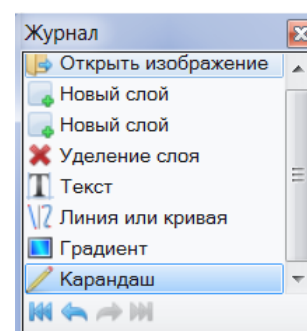 Журнал
Открыть изображение
Новый слой
Новый слой
Уделение слоя
Текст
Линия или кривая
Градиент
Карандаш